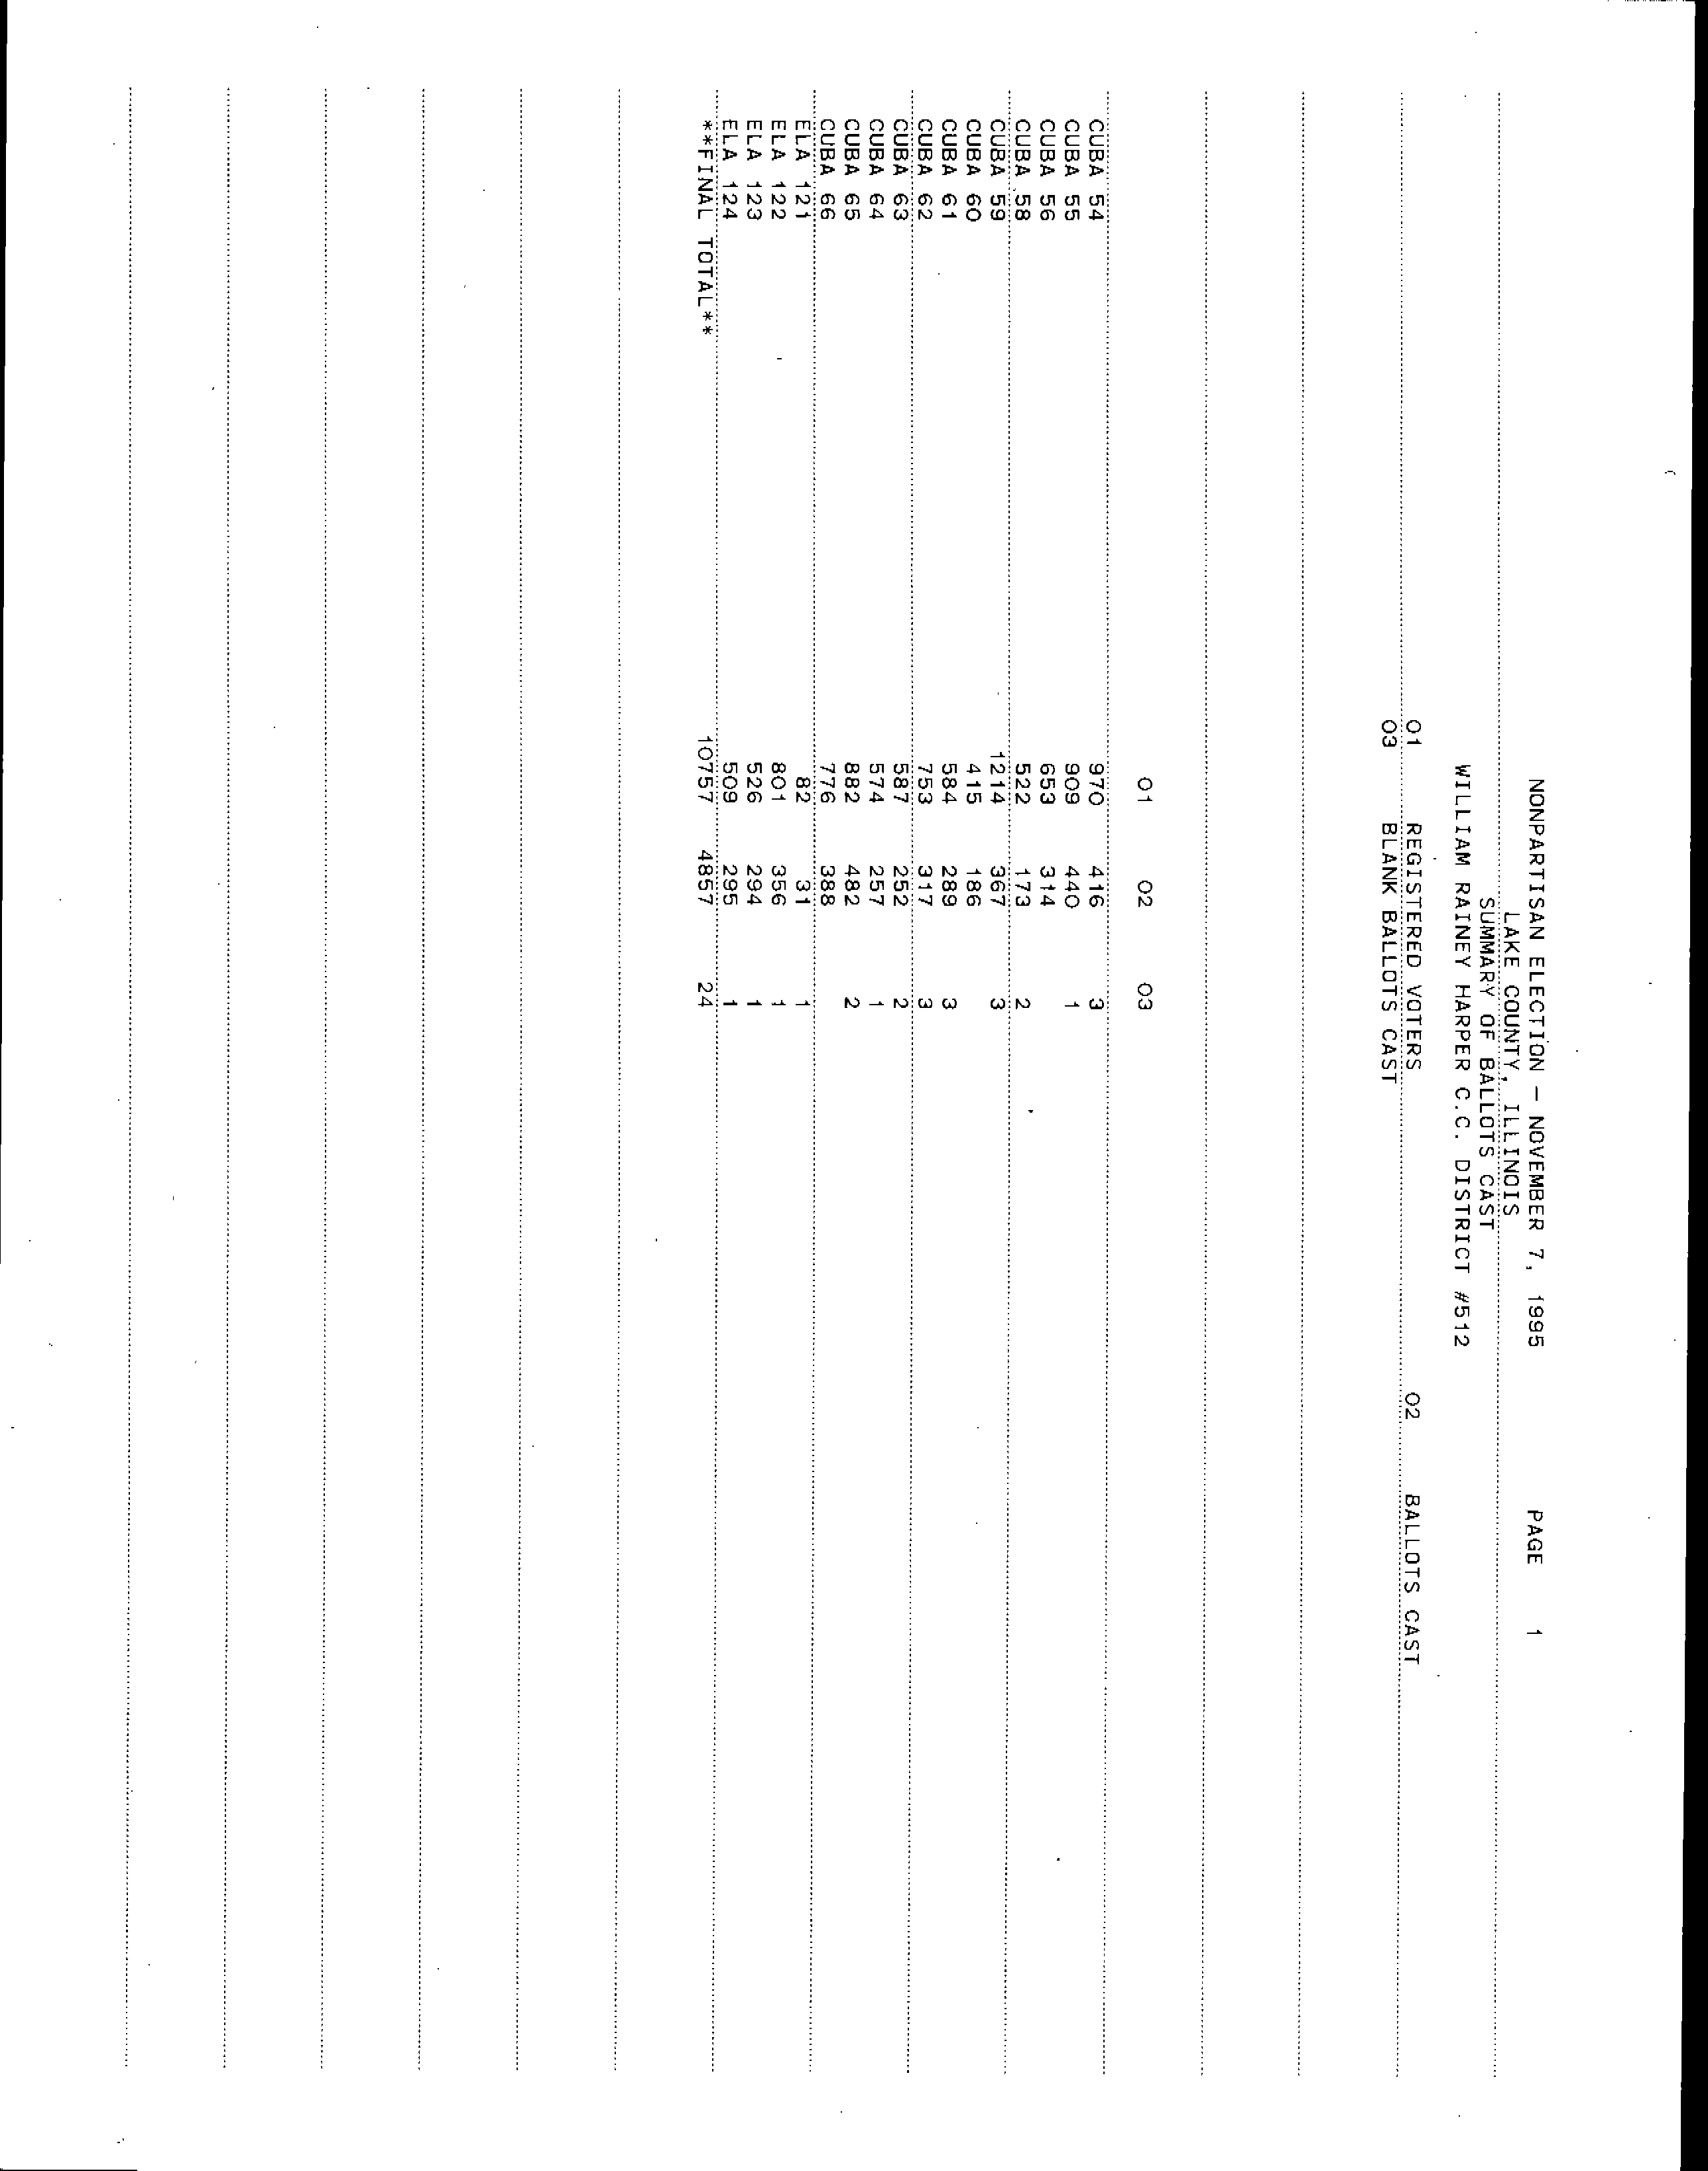 NONPARTISAN ELECTION - NOVEMBER 7, 1995 PAGE 1
LAKE COUNTY, ILLINOIS
SUMMARY OF BALLOTS CAST
WILLIAM RAINEY HARPER C.C. DISTRICT #512
01 REGISTERED VOTERS 02 BALLOTS CAST
03 BLANK BALLOTS CAST
01 02 03
CUBA 54 970 416 3
CUBA 55 909 440 1
CUBA 56 653 314
CUBA 58 522 173 2
CUBA 59 1214 367 3
CUBA 60 415 186
CUBA 61 584 289 3
CUBA 62 753 317 3
CUBA 63 587 252 2
CUBA 64 574 257 1
CUBA 65 882 482 2
CUBA 66 776 388
ELA 121 82 31 1
ELA 122 801 356 1
ELA 123 526 294 1
ELA 124 509 295 1
**FINAL TOTAL** 10757 4857 24